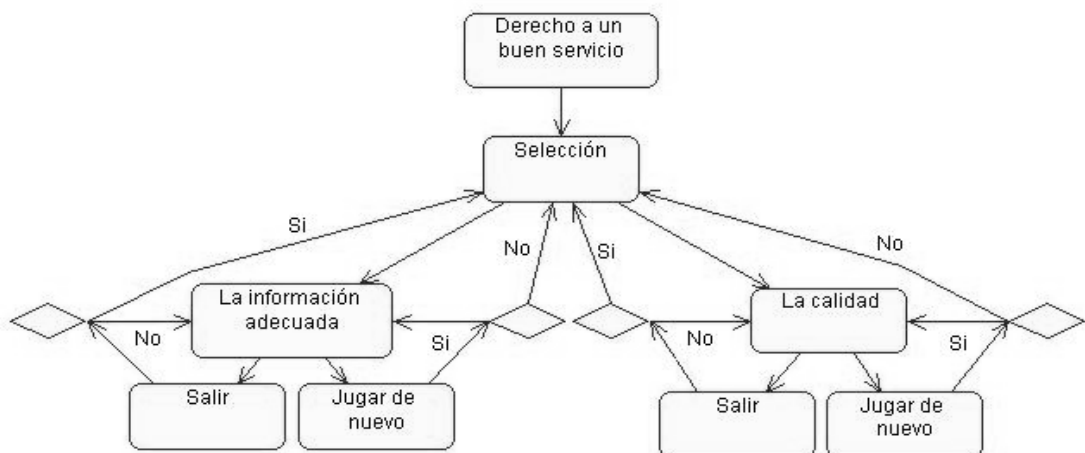 Derecho a un
buen servicio
Selección
Si
No
Si
No
La información
adecuada
La calidad
No
Si
No
Si
Salir
Jugar de
nuevo
Salir
Jugar de
nuevo